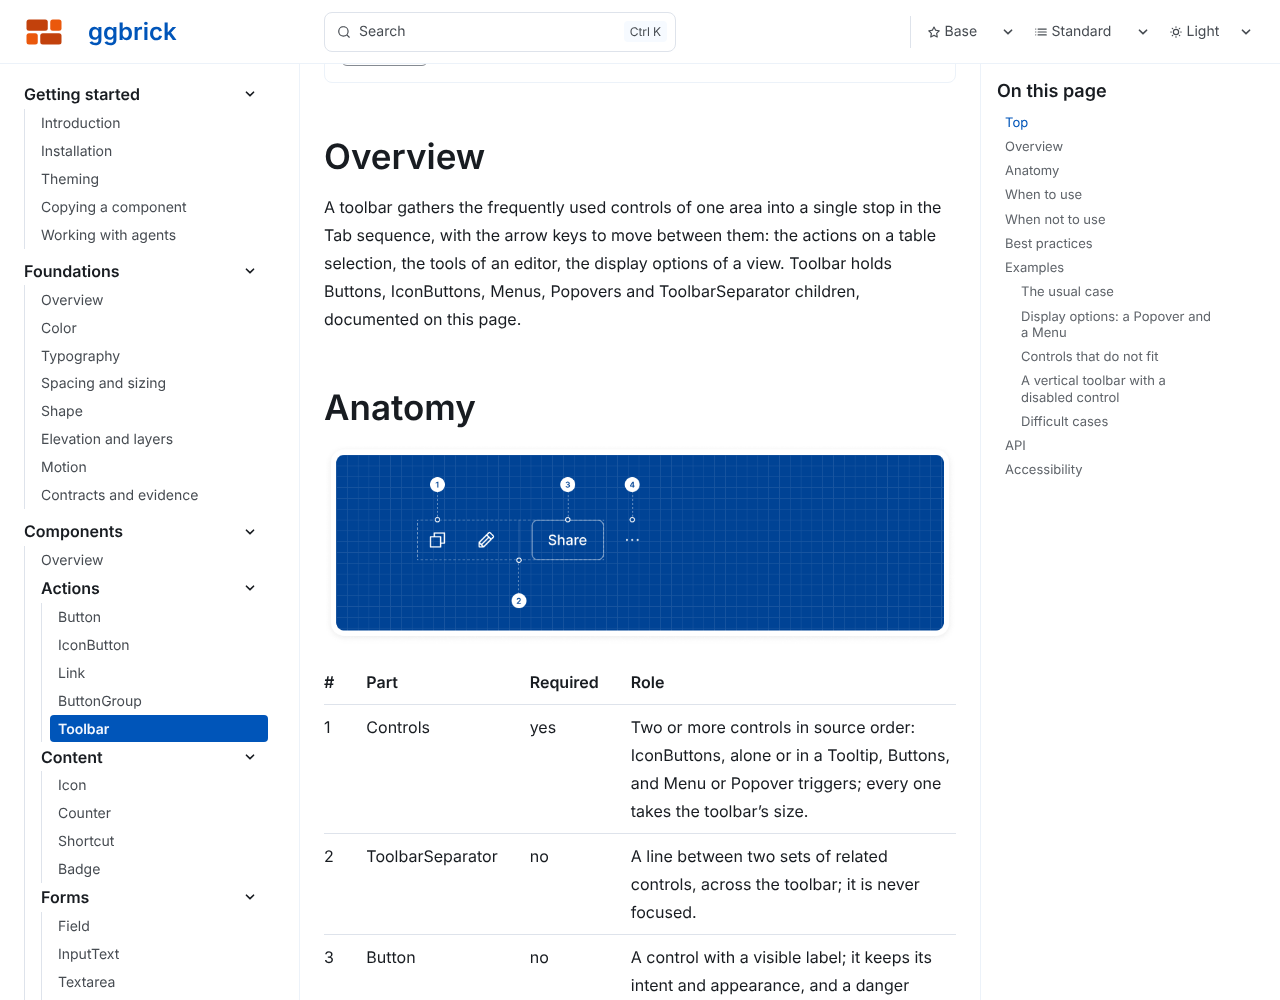 ggbrick
Search
Ctrl K
Base
Standard
Light
Getting started
Introduction
Installation
Theming
Copying a component
Working with agents
Foundations
Overview
Color
Typography
Spacing and sizing
Shape
Elevation and layers
Motion
Contracts and evidence
Components
Overview
Actions
Button
IconButton
Link
ButtonGroup
Toolbar
Content
Icon
Counter
Shortcut
Badge
Forms
Field
InputText
Textarea
Overview
A toolbar gathers the frequently used controls of one area into a single stop in the
Tab sequence, with the arrow keys to move between them: the actions on a table
selection, the tools of an editor, the display options of a view. Toolbar holds
Buttons, IconButtons, Menus, Popovers and ToolbarSeparator children,
documented on this page.
Anatomy
1
3
4
Share
2
# Part Required Role
1 Controls yes Two or more controls in source order:
IconButtons, alone or in a Tooltip, Buttons,
and Menu or Popover triggers; every one
takes the toolbar’s size.
2 ToolbarSeparator no A line between two sets of related
controls, across the toolbar; it is never
focused.
3 Button no A control with a visible label; it keeps its
intent and appearance, and a danger
On this page
Top
Overview
Anatomy
When to use
When not to use
Best practices
Examples
The usual case
Display options: a Popover and
a Menu
Controls that do not fit
A vertical toolbar with a
disabled control
Difficult cases
API
Accessibility